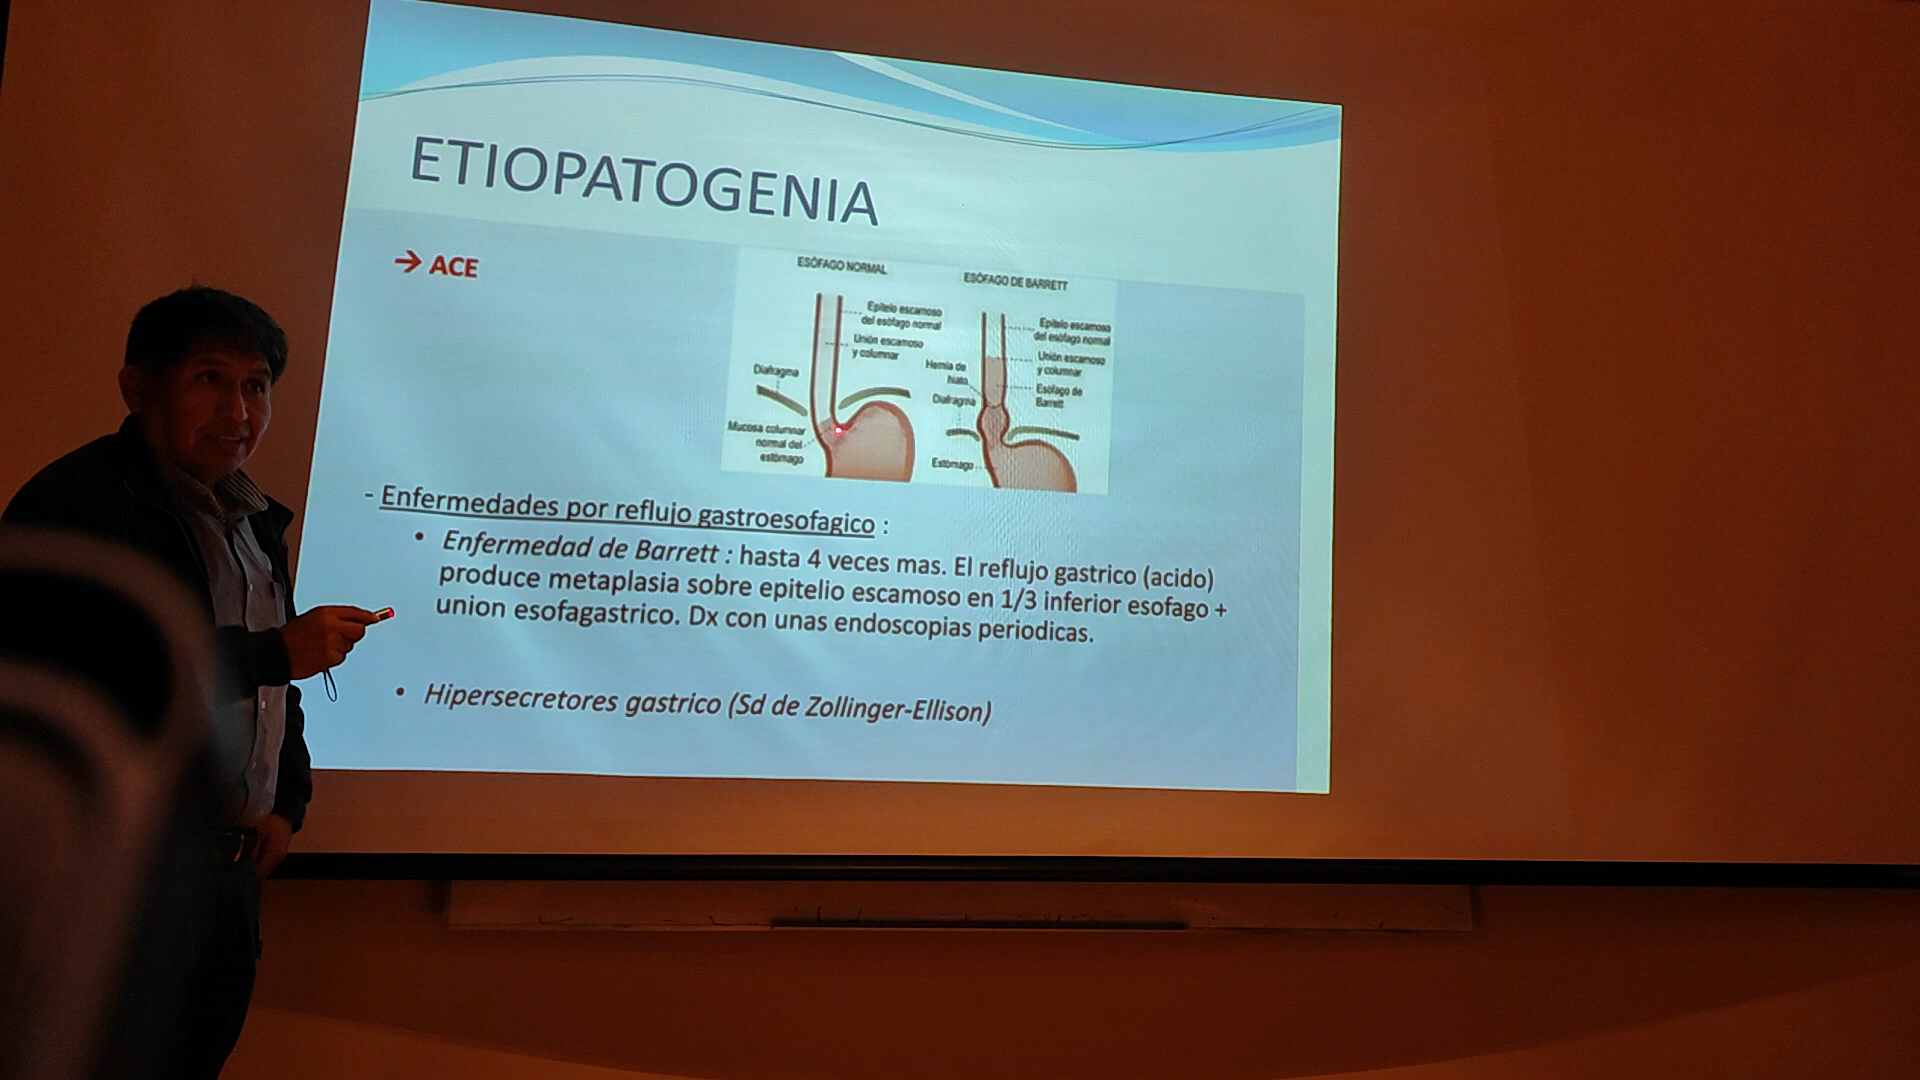 ETIOPATOGENIA
→ ACE
ESÓFAGO NORMAL
Epitelio escamoso
del esófago normal
Unión escamoso
y columnar
Diafragma
Mucosa columnar
normal del
estómago
ESÓFAGO DE BARRETT
Epitelio escamoso
del esófago normal
Unión escamoso
y columnar
Hernia de
hiato
Esófago de
Barrett
Diafragma
Estómago
- Enfermedades por reflujo gastroesofagico :
• Enfermedad de Barrett : hasta 4 veces mas. El reflujo gastrico (acido)
produce metaplasia sobre epitelio escamoso en 1/3 inferior esofago +
union esofagastrico. Dx con unas endoscopias periodicas.
• Hipersecretores gastrico (Sd de Zollinger-Ellison)